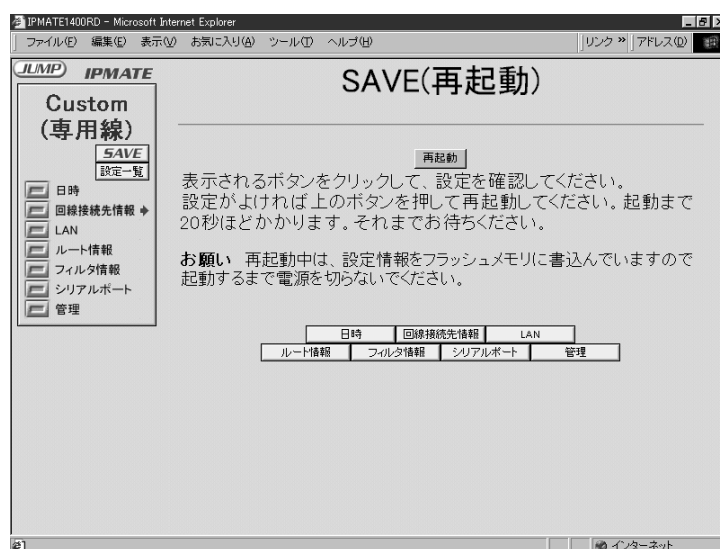 IPMATE1400RD - Microsoft Internet Explorer
ファイル(F) 編集(E) 表示(V) お気に入り(A) ツール(T) ヘルプ(H) リンク » アドレス(D)
JUMP IPMATE
Custom
(専用線)
SAVE
設定一覧
日時
回線接続先情報
LAN
ルート情報
フィルタ情報
シリアルポート
管理
SAVE(再起動)
再起動
表示されるボタンをクリックして、設定を確認してください。
設定がよければ上のボタンを押して再起動してください。起動まで
20秒ほどかかります。それまでお待ちください。
お願い 再起動中は、設定情報をフラッシュメモリに書込んでいますので
起動するまで電源を切らないでください。
日時 回線接続先情報 LAN
ルート情報 フィルタ情報 シリアルポート 管理
インターネット